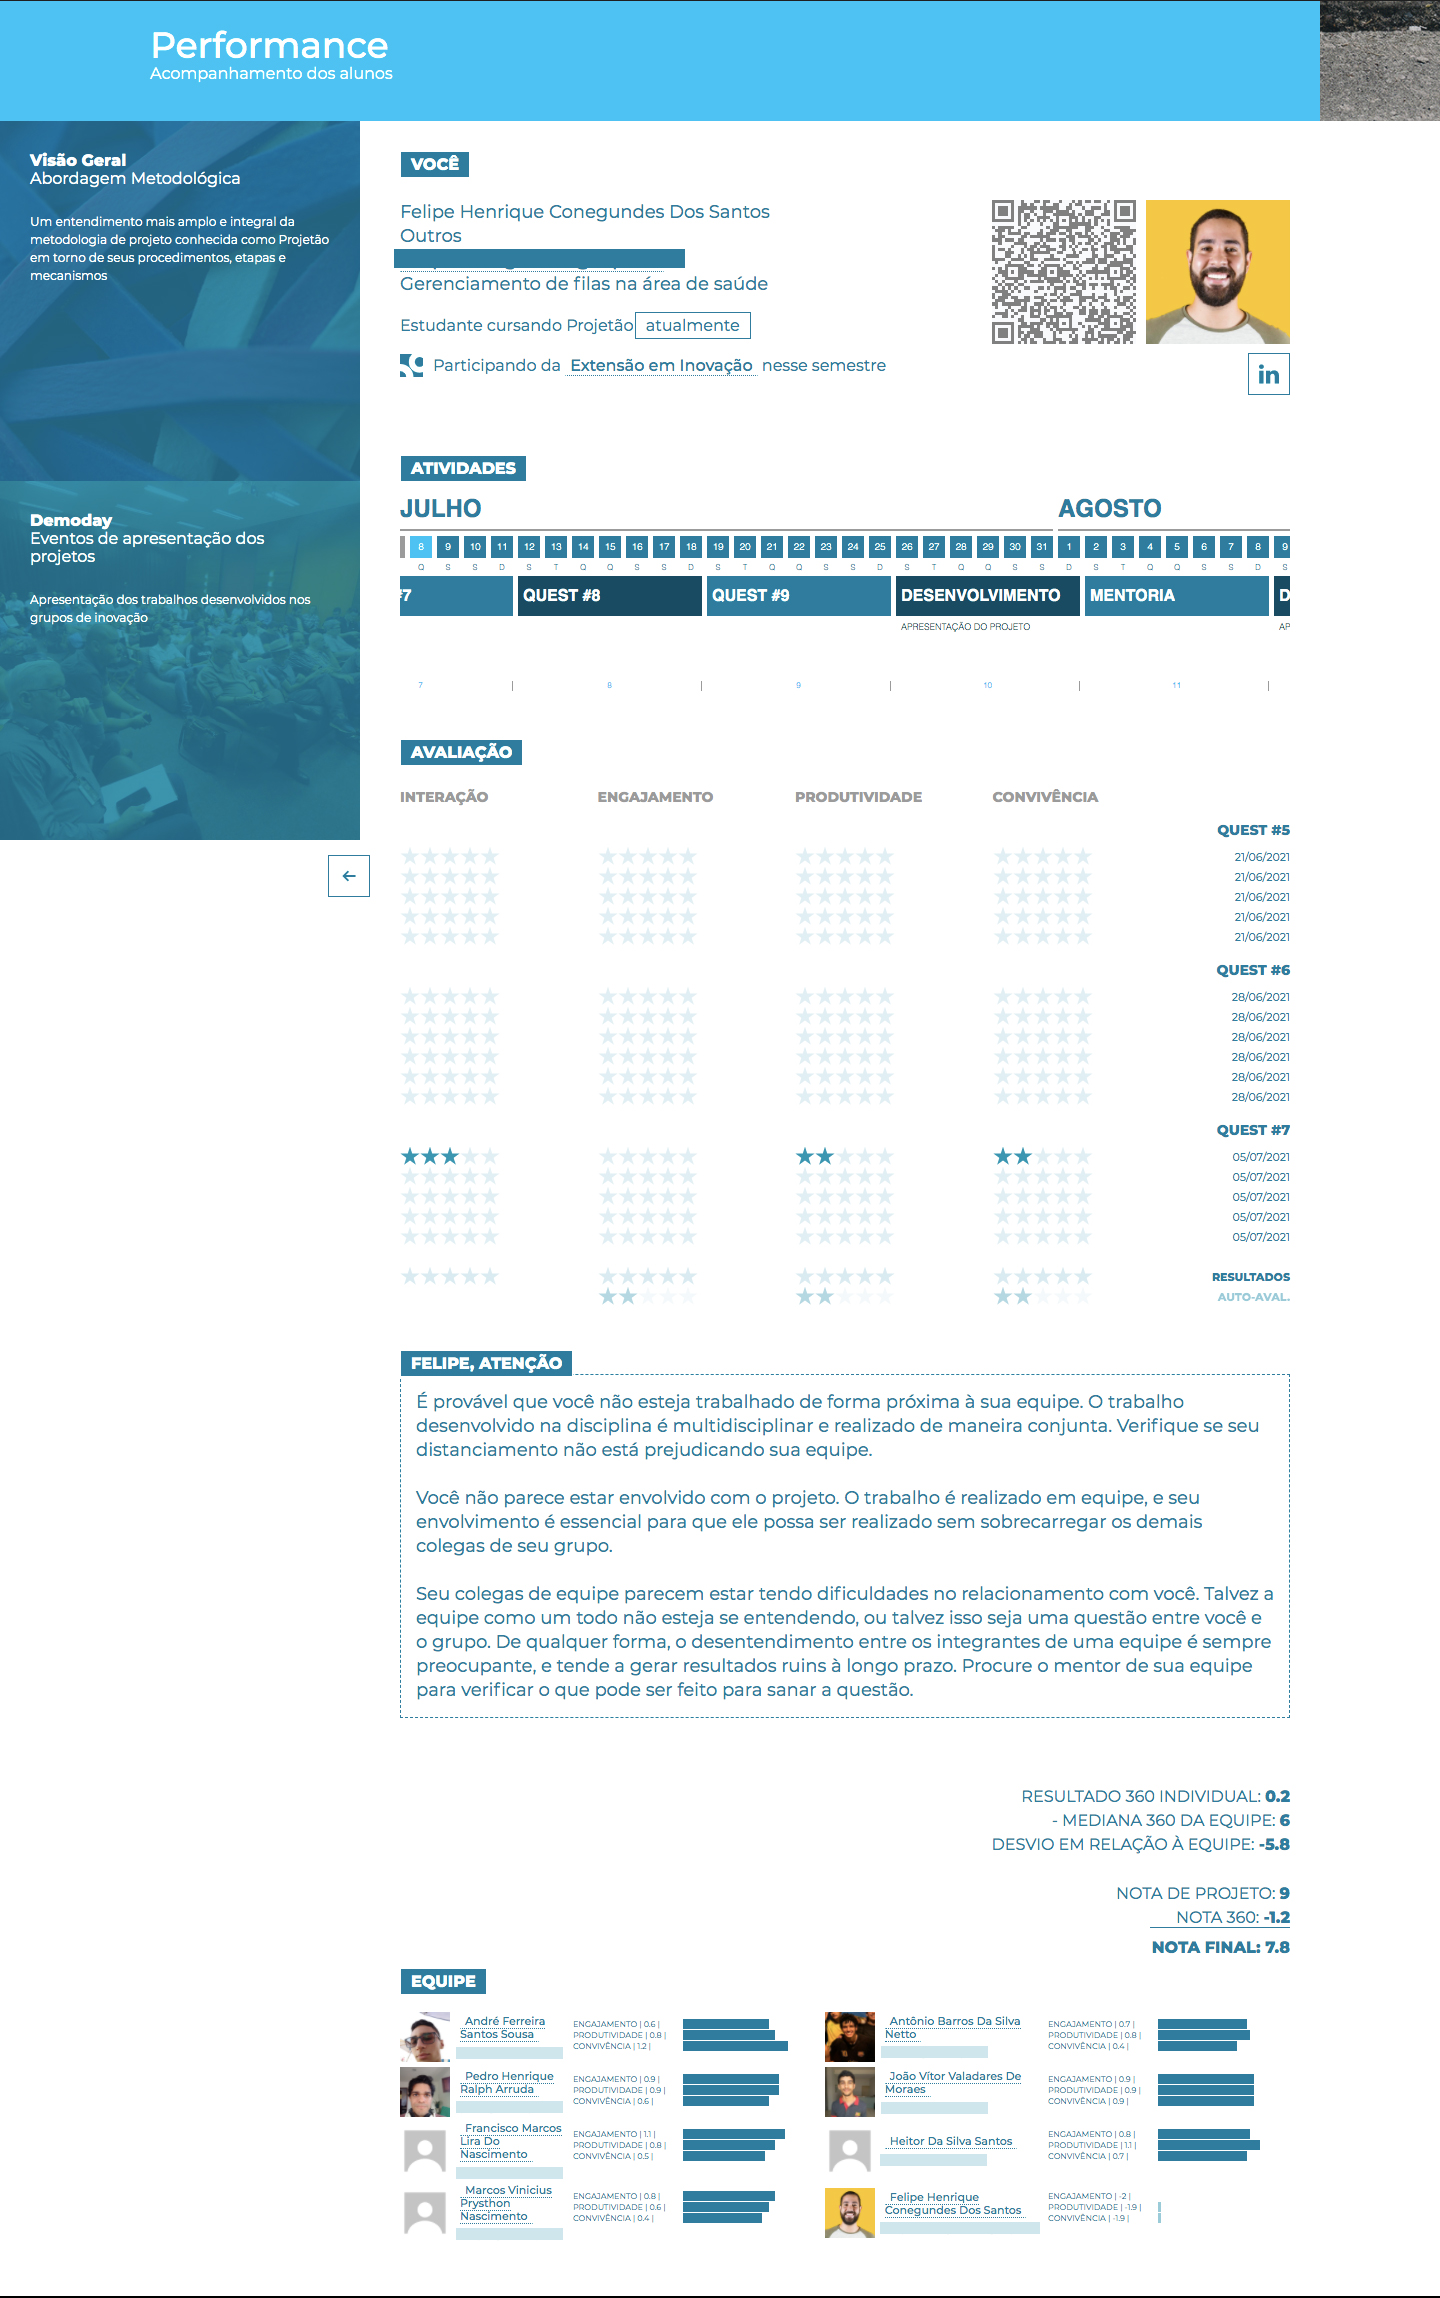 Performance
Acompanhamento dos alunos
Visão Geral
Abordagem Metodológica
Um entendimento mais amplo e integral da
metodologia de projeto conhecida como Projetão
em torno de seus procedimentos, etapas e
mecanismos
Demoday
Eventos de apresentação dos
projetos
Apresentação dos trabalhos desenvolvidos nos
grupos de inovação
VOCÊ
Felipe Henrique Conegundes Dos Santos
Outros
Gerenciamento de filas na área de saúde
Estudante cursando Projetão atualmente
Participando da Extensão em Inovação nesse semestre
in
ATIVIDADES
JULHO AGOSTO
8 9 10 11 12 13 14 15 16 17 18 19 20 21 22 23 24 25 26 27 28 29 30 31 1 2 3 4 5 6 7 8 9
Q S S D S T Q Q S S D S T Q Q S S D S T Q Q S S D S T Q Q S S D S
#7 QUEST #8 QUEST #9 DESENVOLVIMENTO MENTORIA D
APRESENTAÇÃO DO PROJETO AP
7 8 9 10 11
AVALIAÇÃO
INTERAÇÃO ENGAJAMENTO PRODUTIVIDADE CONVIVÊNCIA
QUEST #5
21/06/2021
21/06/2021
21/06/2021
21/06/2021
21/06/2021
QUEST #6
28/06/2021
28/06/2021
28/06/2021
28/06/2021
28/06/2021
28/06/2021
QUEST #7
05/07/2021
05/07/2021
05/07/2021
05/07/2021
05/07/2021
RESULTADOS
AUTO-AVAL.
FELIPE, ATENÇÃO
É provável que você não esteja trabalhado de forma próxima à sua equipe. O trabalho
desenvolvido na disciplina é multidisciplinar e realizado de maneira conjunta. Verifique se seu
distanciamento não está prejudicando sua equipe.
Você não parece estar envolvido com o projeto. O trabalho é realizado em equipe, e seu
envolvimento é essencial para que ele possa ser realizado sem sobrecarregar os demais
colegas de seu grupo.
Seu colegas de equipe parecem estar tendo dificuldades no relacionamento com você. Talvez a
equipe como um todo não esteja se entendendo, ou talvez isso seja uma questão entre você e
o grupo. De qualquer forma, o desentendimento entre os integrantes de uma equipe é sempre
preocupante, e tende a gerar resultados ruins à longo prazo. Procure o mentor de sua equipe
para verificar o que pode ser feito para sanar a questão.
RESULTADO 360 INDIVIDUAL: 0.2
- MEDIANA 360 DA EQUIPE: 6
DESVIO EM RELAÇÃO À EQUIPE: -5.8
NOTA DE PROJETO: 9
NOTA 360: -1.2
NOTA FINAL: 7.8
EQUIPE
André Ferreira
Santos Sousa
ENGAJAMENTO | 0.6 |
PRODUTIVIDADE | 0.8 |
CONVIVÊNCIA | 1.2 |
Antônio Barros Da Silva
Netto
ENGAJAMENTO | 0.7 |
PRODUTIVIDADE | 0.8 |
CONVIVÊNCIA | 0.4 |
Pedro Henrique
Ralph Arruda
ENGAJAMENTO | 0.9 |
PRODUTIVIDADE | 0.9 |
CONVIVÊNCIA | 0.6 |
João Vitor Valadares De
Moraes
ENGAJAMENTO | 0.9 |
PRODUTIVIDADE | 0.9 |
CONVIVÊNCIA | 0.9 |
Francisco Marcos
Lira Do
Nascimento
ENGAJAMENTO | 1.1 |
PRODUTIVIDADE | 0.8 |
CONVIVÊNCIA | 0.5 |
Heitor Da Silva Santos
ENGAJAMENTO | 0.8 |
PRODUTIVIDADE | 1.1 |
CONVIVÊNCIA | 0.7 |
Marcos Vinicius
Prysthon
Nascimento
ENGAJAMENTO | 0.8 |
PRODUTIVIDADE | 0.6 |
CONVIVÊNCIA | 0.4 |
Felipe Henrique
Conegundes Dos Santos
ENGAJAMENTO | -2 |
PRODUTIVIDADE | -1.9 |
CONVIVÊNCIA | -1.9 |